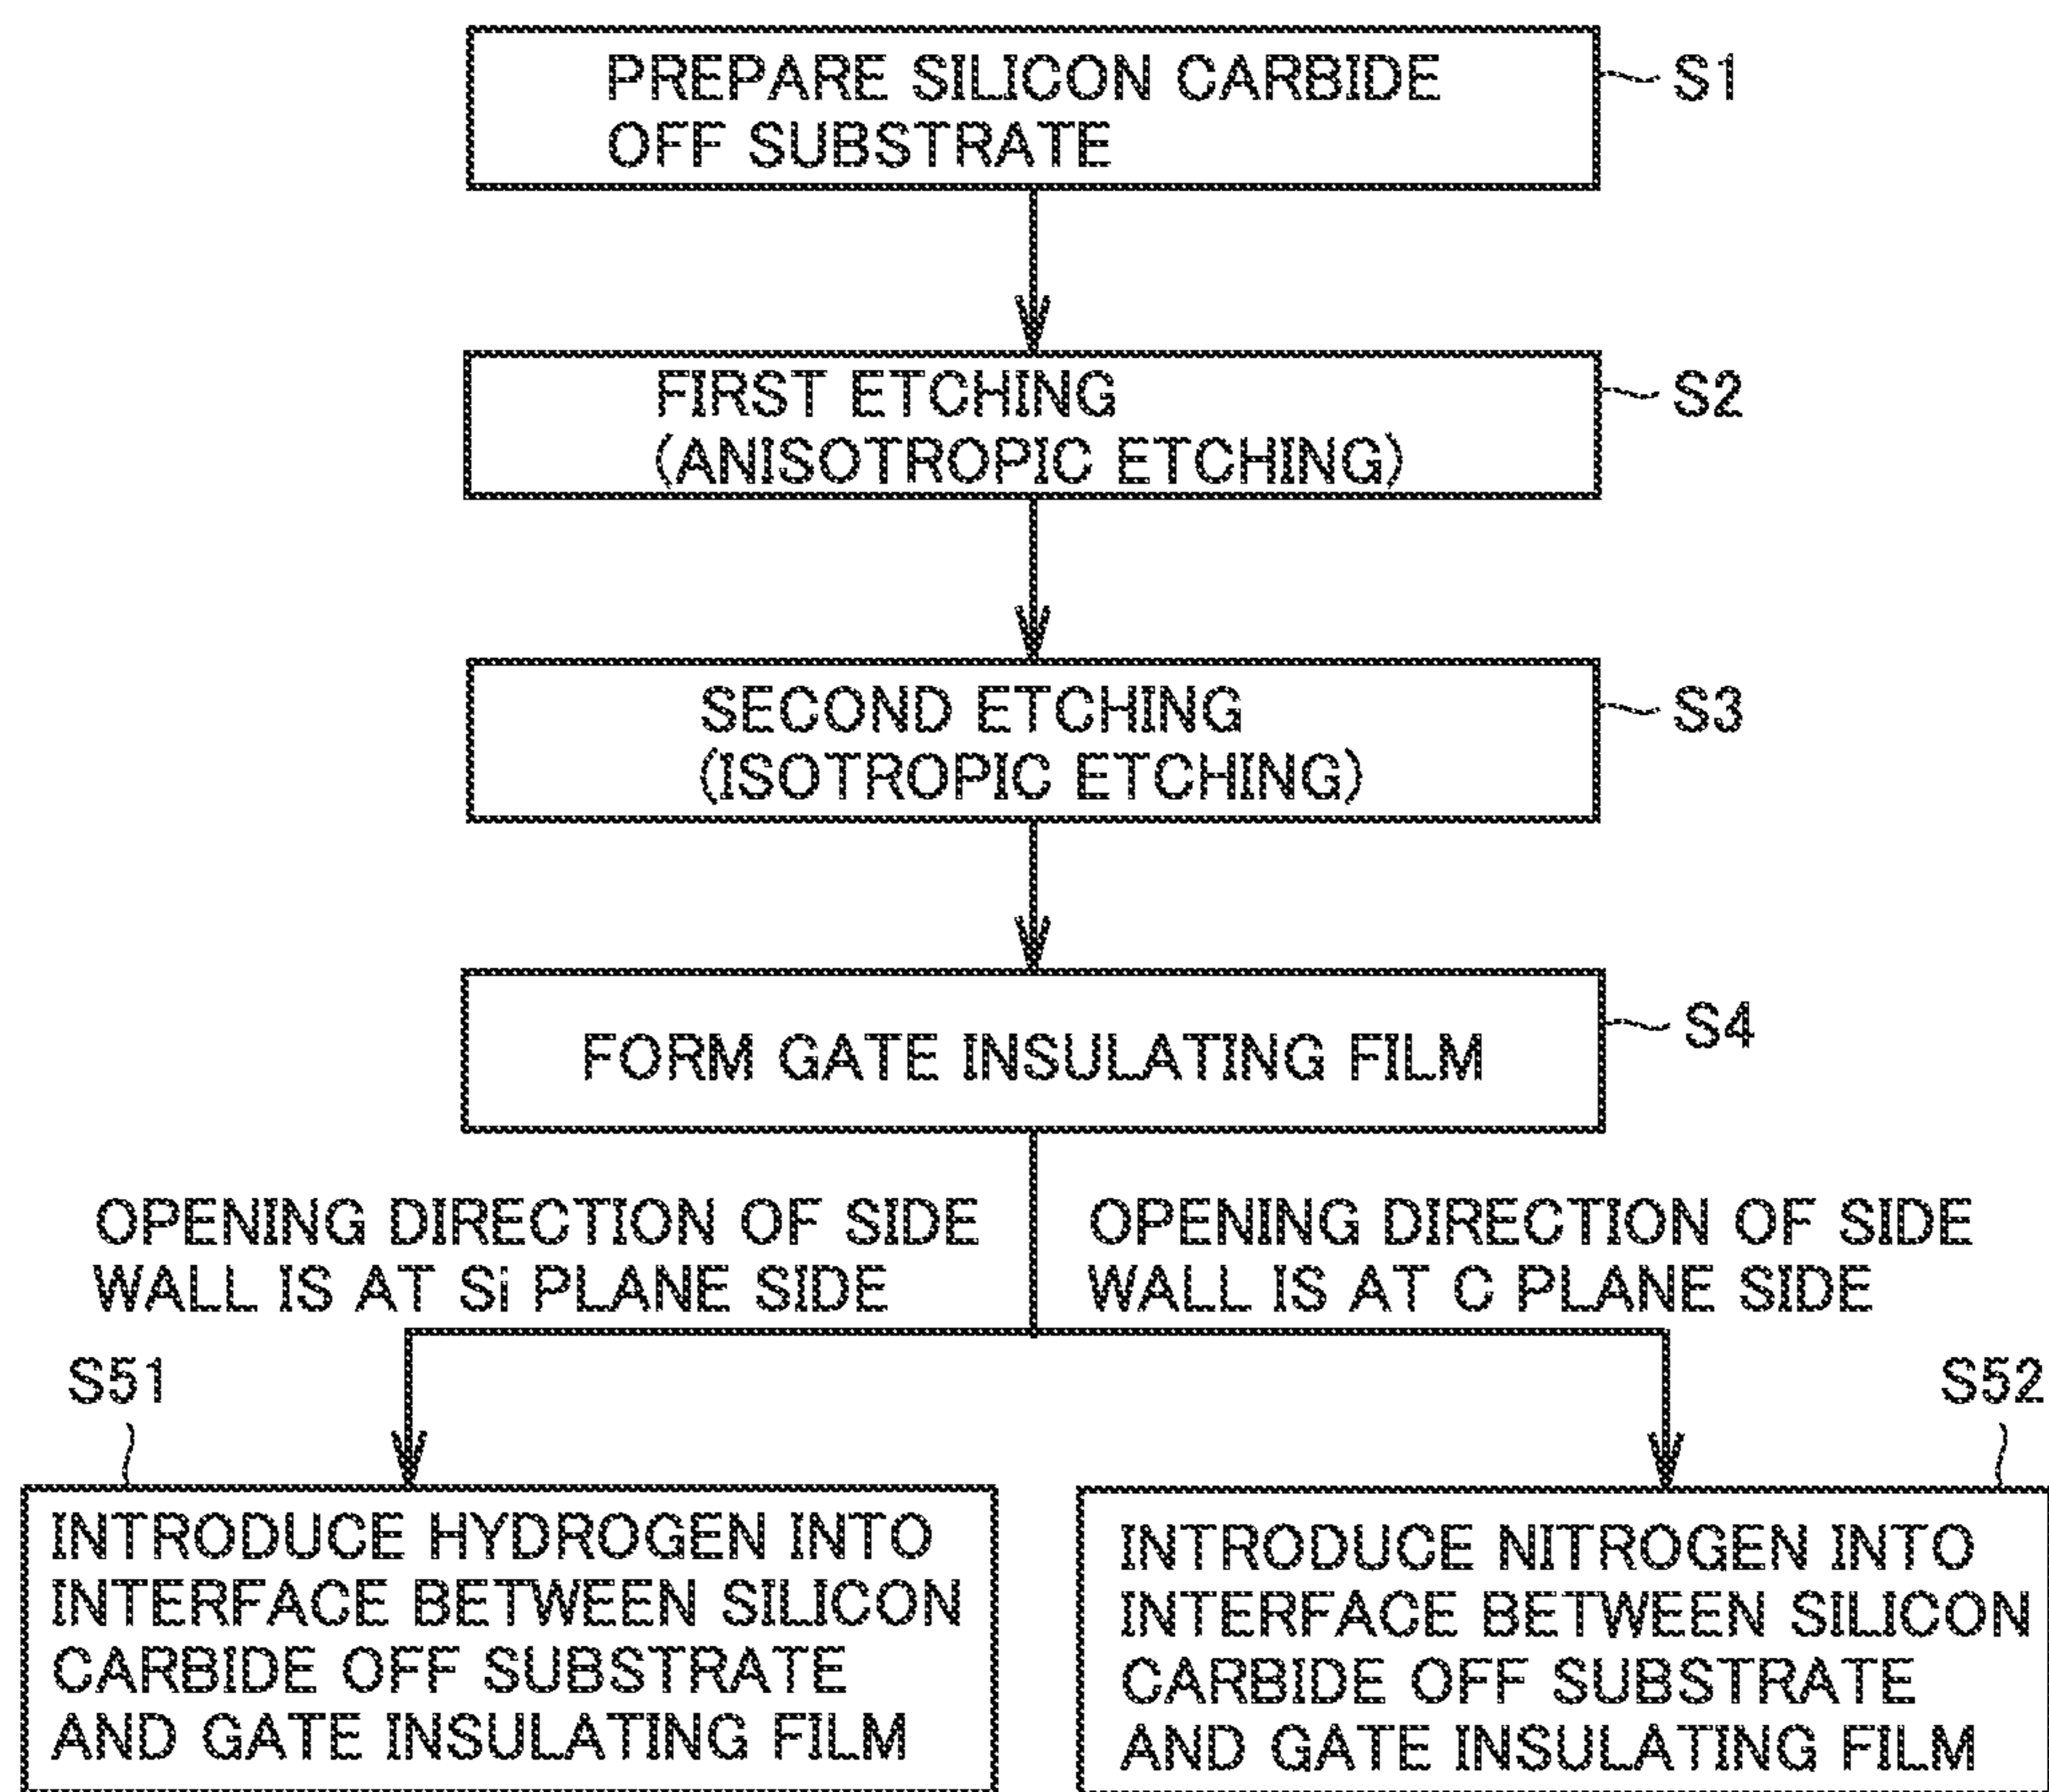 PREPARE SILICON CARBIDE
OFF SUBSTRATE
S1
FIRST ETCHING
(ANISOTROPIC ETCHING)
S2
SECOND ETCHING
(ISOTROPIC ETCHING)
S3
FORM GATE INSULATING FILM
S4
OPENING DIRECTION OF SIDE
WALL IS AT Si PLANE SIDE
OPENING DIRECTION OF SIDE
WALL IS AT C PLANE SIDE
S51
INTRODUCE HYDROGEN INTO
INTERFACE BETWEEN SILICON
CARBIDE OFF SUBSTRATE
AND GATE INSULATING FILM
S52
INTRODUCE NITROGEN INTO
INTERFACE BETWEEN SILICON
CARBIDE OFF SUBSTRATE
AND GATE INSULATING FILM